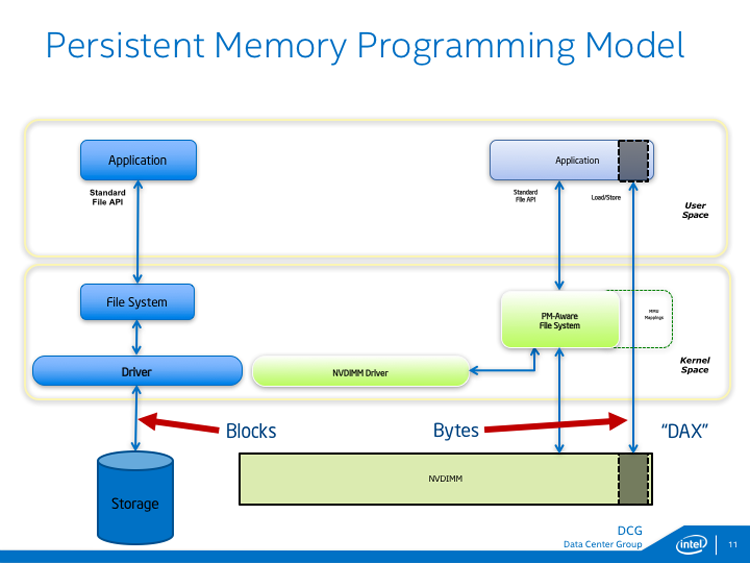 Persistent Memory Programming Model
Application
Application
Standard
File API
Standard
File API
Load/Store
User
Space
File System
PM-Aware
File System
MMU
Mappings
Driver
NVDIMM Driver
Kernel
Space
Blocks
Bytes
“DAX”
NVDIMM
Storage
DCG
Data Center Group
intel
11